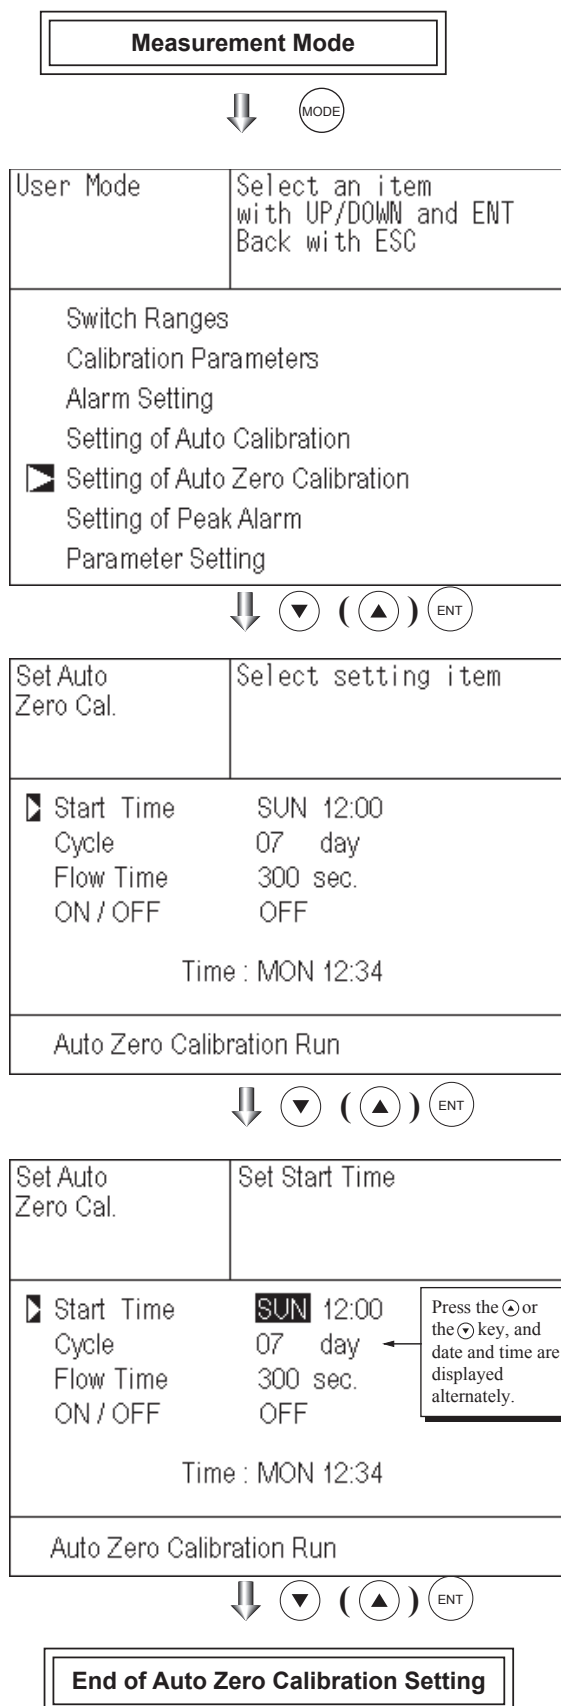 Measurement Mode
MODE
User Mode
Select an item
with UP/DOWN and ENT
Back with ESC
Switch Ranges
Calibration Parameters
Alarm Setting
Setting of Auto Calibration
Setting of Auto Zero Calibration
Setting of Peak Alarm
Parameter Setting
( ) ENT
Set Auto
Zero Cal.
Select setting item
Start Time SUN 12:00
Cycle 07 day
Flow Time 300 sec.
ON / OFF OFF
Time : MON 12:34
Auto Zero Calibration Run
( ) ENT
Set Auto
Zero Cal.
Set Start Time
Start Time SUN 12:00
Cycle 07 day
Flow Time 300 sec.
ON / OFF OFF
Press the or
the key, and
date and time are
displayed
alternately.
Time : MON 12:34
Auto Zero Calibration Run
( ) ENT
End of Auto Zero Calibration Setting